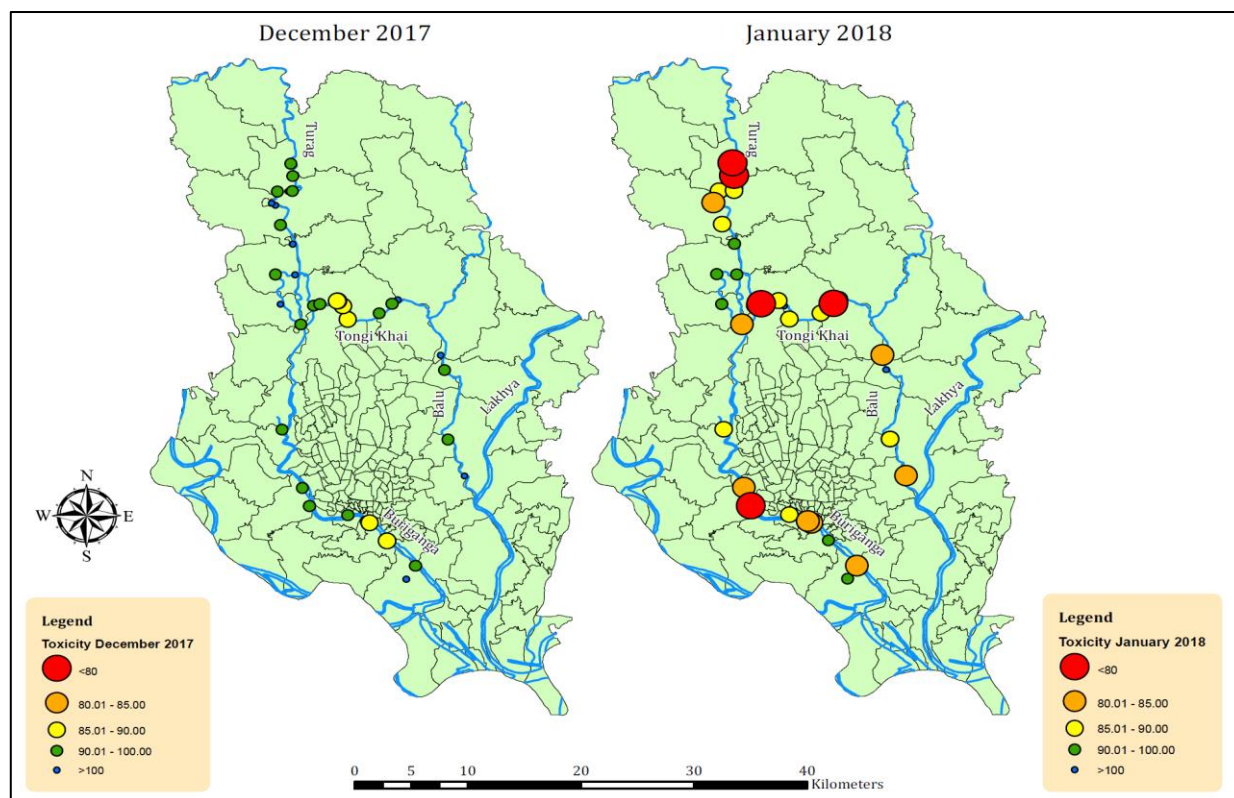 December 2017
January 2018
Turag
Turag
Tongi Khai
Tongi Khai
Balu
Lakhya
Balu
Lakhya
Buriganga
Buriganga
N
W E
S
Legend
Toxicity December 2017
<80
80.01 - 85.00
85.01 - 90.00
90.01 - 100.00
>100
Legend
Toxicity January 2018
<80
80.01 - 85.00
85.01 - 90.00
90.01 - 100.00
>100
0 5 10 20 30 40
Kilometers